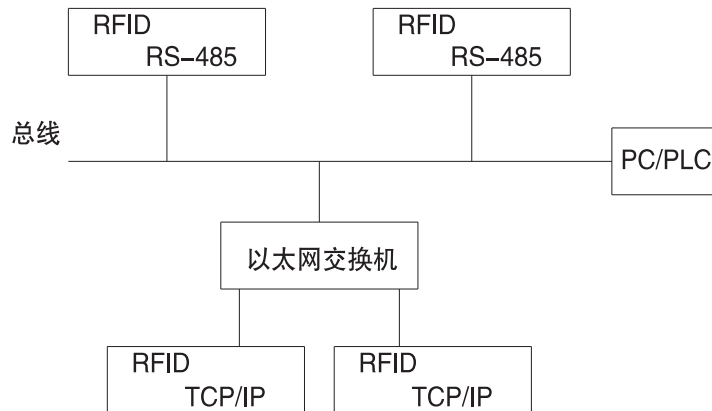 RFID
RS-485
RFID
RS-485
总线
PC/PLC
以太网交换机
RFID
TCP/IP
RFID
TCP/IP